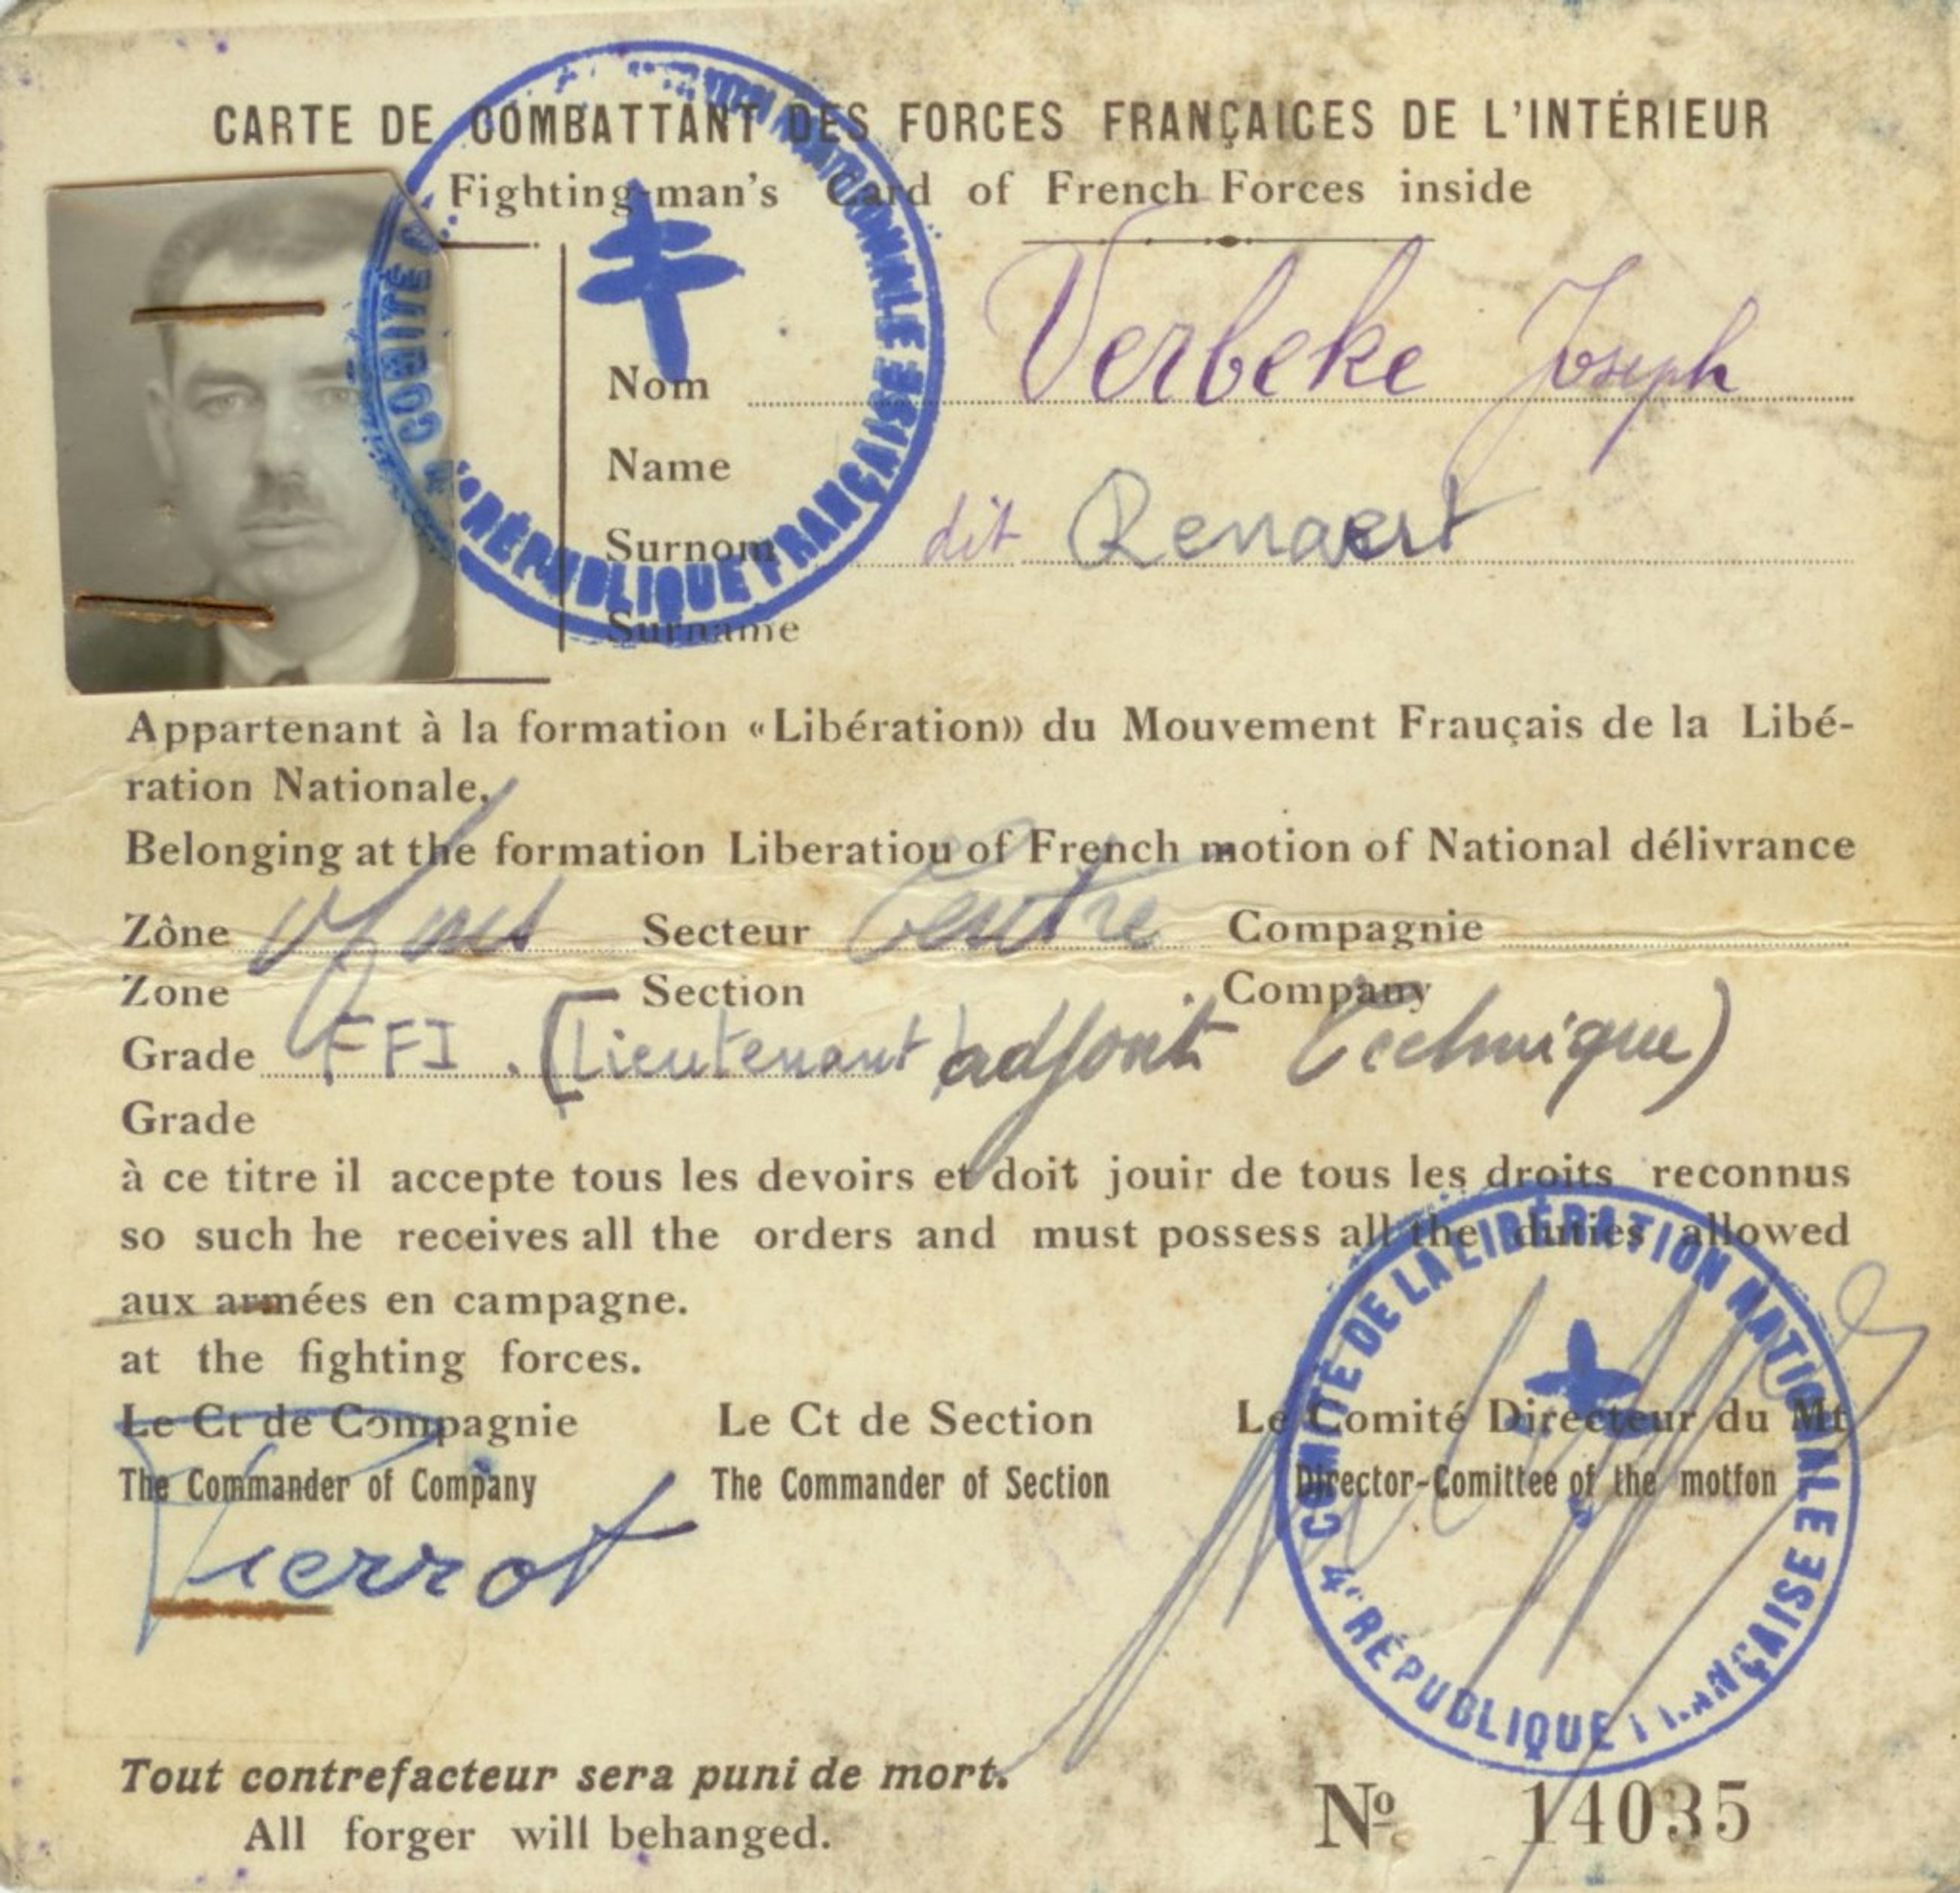 CARTE DE COMBATTANT DES FORCES FRANÇAICES DE L'INTÉRIEUR
Fighting-man's Card of French Forces inside
Nom Verbeke Joseph
Name
Surnom dit Renaert
Surname
COMITÉ NATIONALE 4e RÉPUBLIQUE FRANÇAISE
Appartenant à la formation «Libération» du Mouvement Frauçais de la Libé-
ration Nationale.
Belonging at the formation Liberatiou of French motion of National délivrance
Zône Secteur Centre Compagnie
Zone Section Company
Grade FFI. (Lieutenant adjoint technique)
Grade
à ce titre il accepte tous les devoirs et doit jouir de tous les droits reconnus
so such he receives all the orders and must possess all the duties allowed
aux armées en campagne.
at the fighting forces.
Le Ct de Compagnie Le Ct de Section Le Comité Directeur du Mt
The Commander of Company The Commander of Section Director-Comittee of the motfon
Pierrot
COMITÉ DE LA LIBÉRATION NATIONALE 4e RÉPUBLIQUE FRANÇAISE
Tout contrefacteur sera puni de mort.
All forger will behanged.
Nº 14035